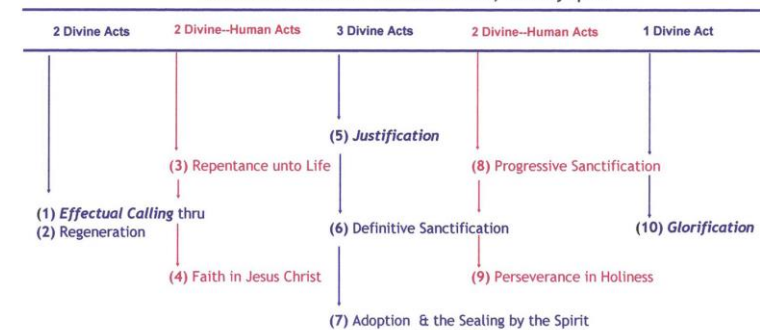 2 Divine Acts
2 Divine--Human Acts
3 Divine Acts
2 Divine--Human Acts
1 Divine Act
(5) Justification
(3) Repentance unto Life
(8) Progressive Sanctification
(1) Effectual Calling thru
(2) Regeneration
(6) Definitive Sanctification
(10) Glorification
(4) Faith in Jesus Christ
(9) Perseverance in Holiness
(7) Adoption & the Sealing by the Spirit